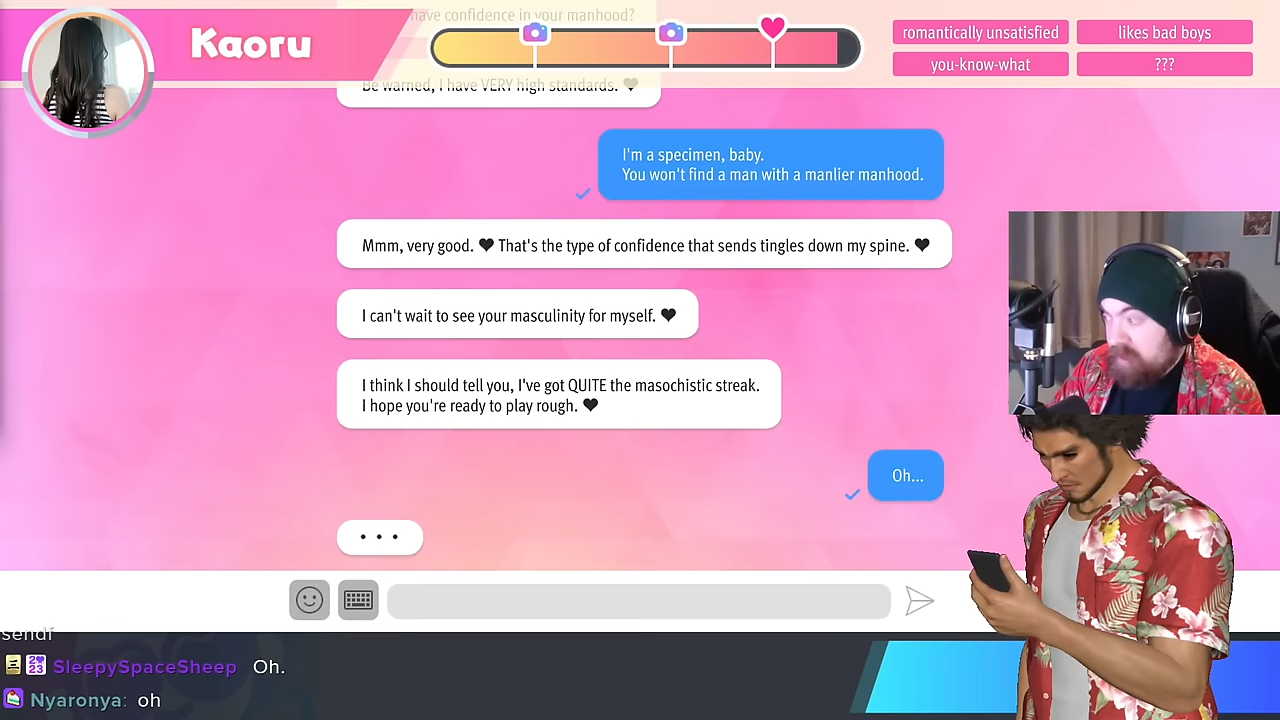 have confidence in your manhood?
Kaoru
romantically unsatisfied
likes bad boys
you-know-what
???
Be warned, I have VERY high standards. ♥
I'm a specimen, baby.
You won't find a man with a manlier manhood.
Mmm, very good. ♥ That's the type of confidence that sends tingles down my spine. ♥
I can't wait to see your masculinity for myself. ♥
I think I should tell you, I've got QUITE the masochistic streak.
I hope you're ready to play rough. ♥
Oh...
• • •
SleepySpaceSheep Oh.
Nyaronya: oh